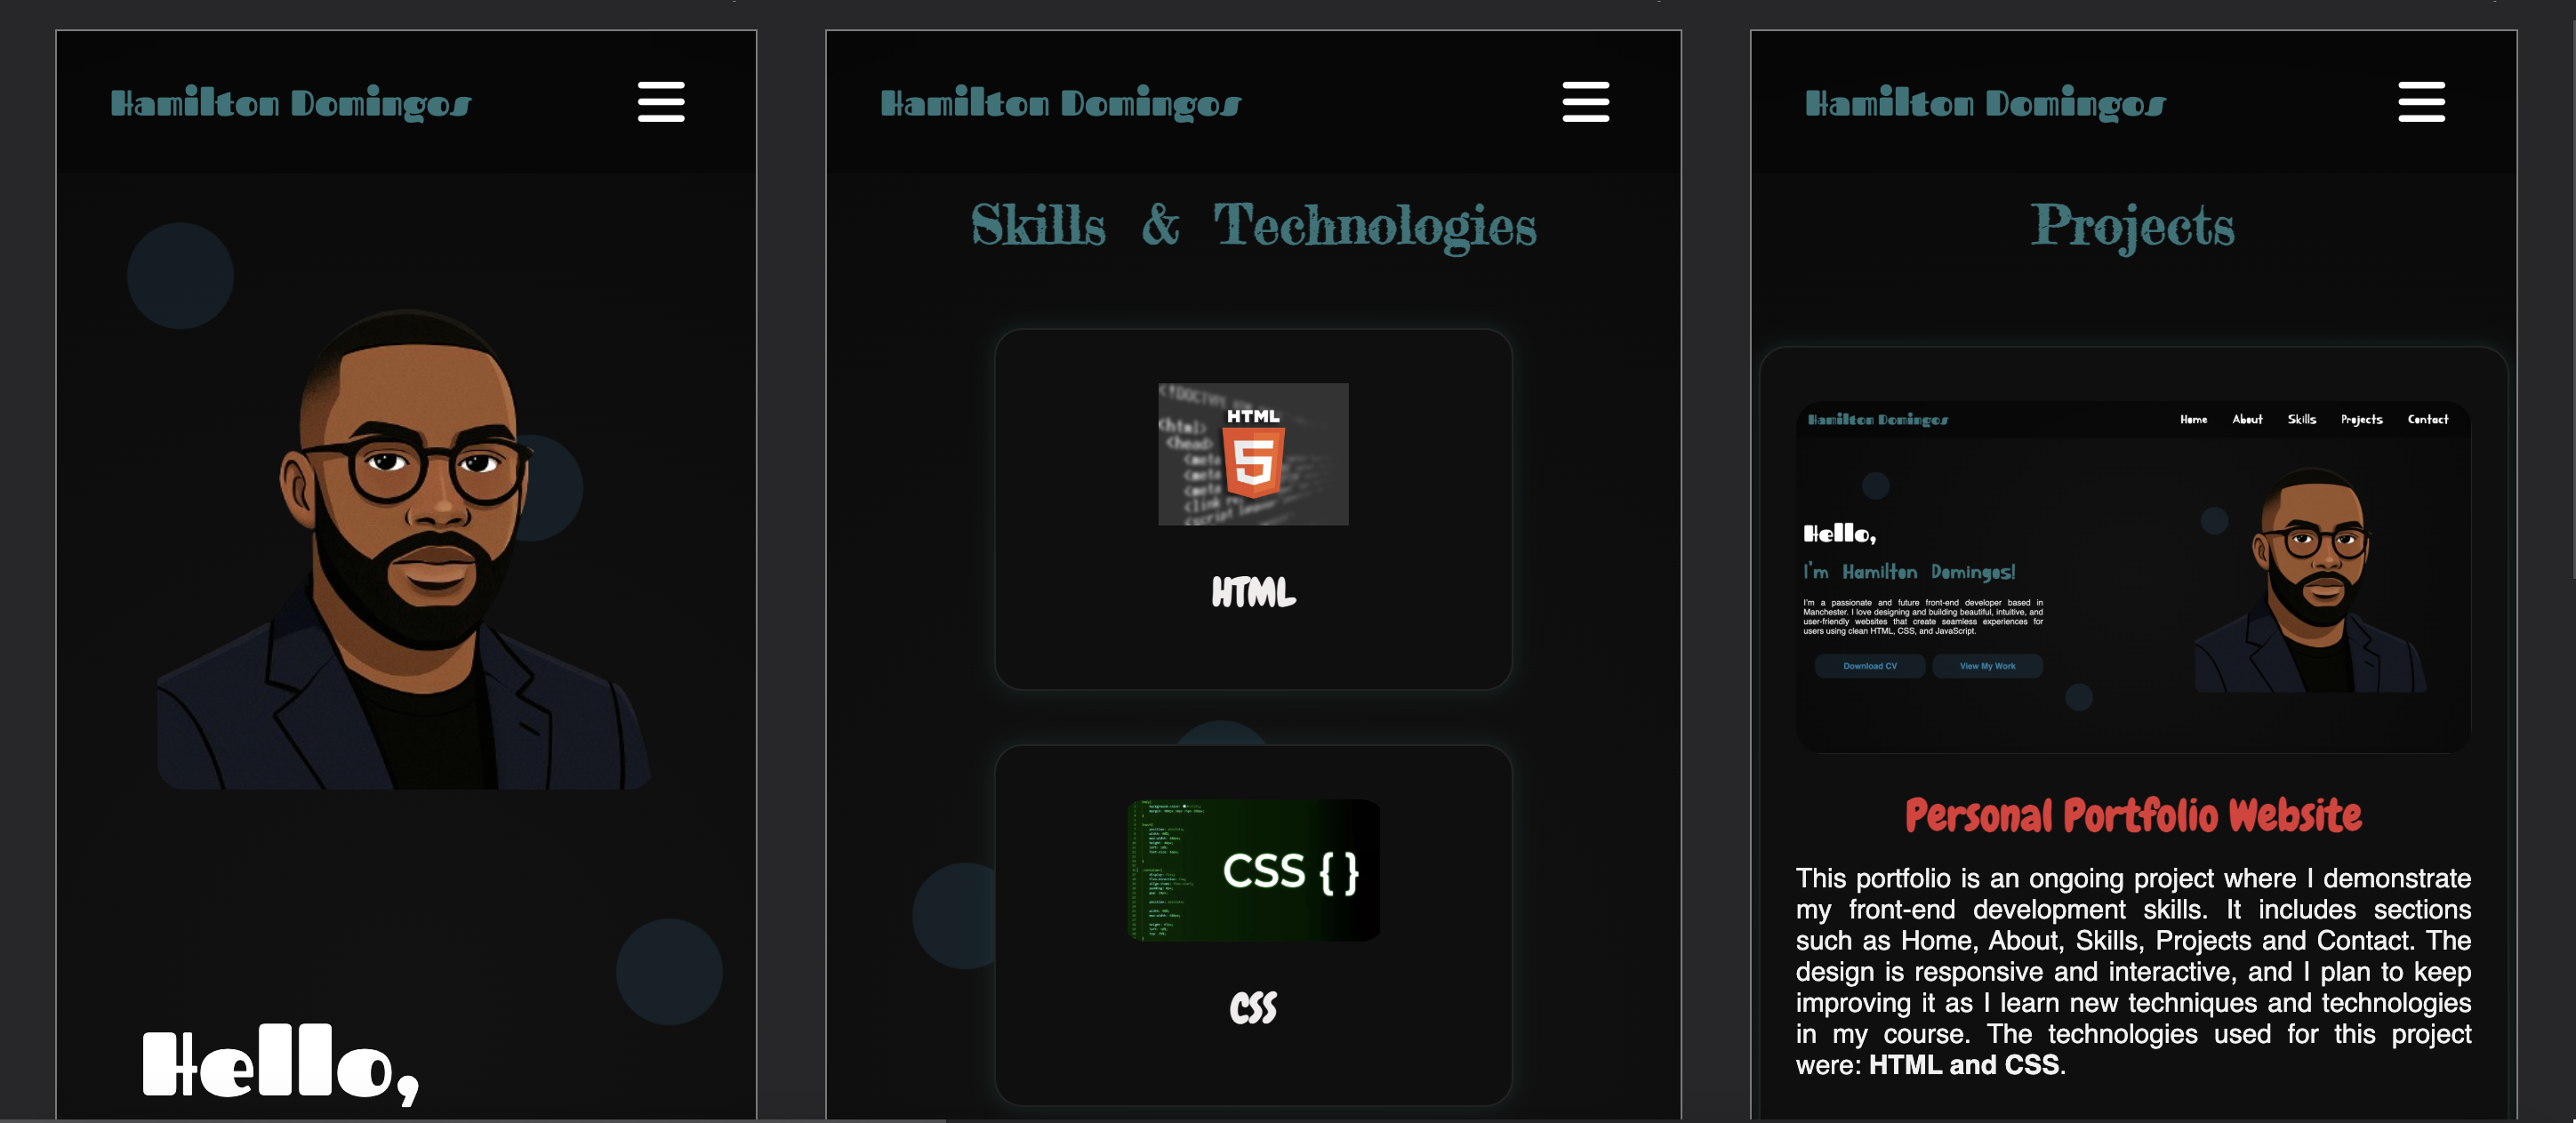 Hamilton Domingos
Hello,
Hamilton Domingos
Skills & Technologies
HTML
HTML
CSS { }
CSS
Hamilton Domingos
Projects
Hamilton Domingos
Home About Skills Projects Contact
Hello,
I'm Hamilton Domingos!
I'm a passionate and future front-end developer based in
Manchester. I love designing and building beautiful, intuitive, and
user-friendly websites that create seamless experiences for
users using clean HTML, CSS, and JavaScript.
Download CV View My Work
Personal Portfolio Website
This portfolio is an ongoing project where I demonstrate
my front-end development skills. It includes sections
such as Home, About, Skills, Projects and Contact. The
design is responsive and interactive, and I plan to keep
improving it as I learn new techniques and technologies
in my course. The technologies used for this project
were: HTML and CSS.